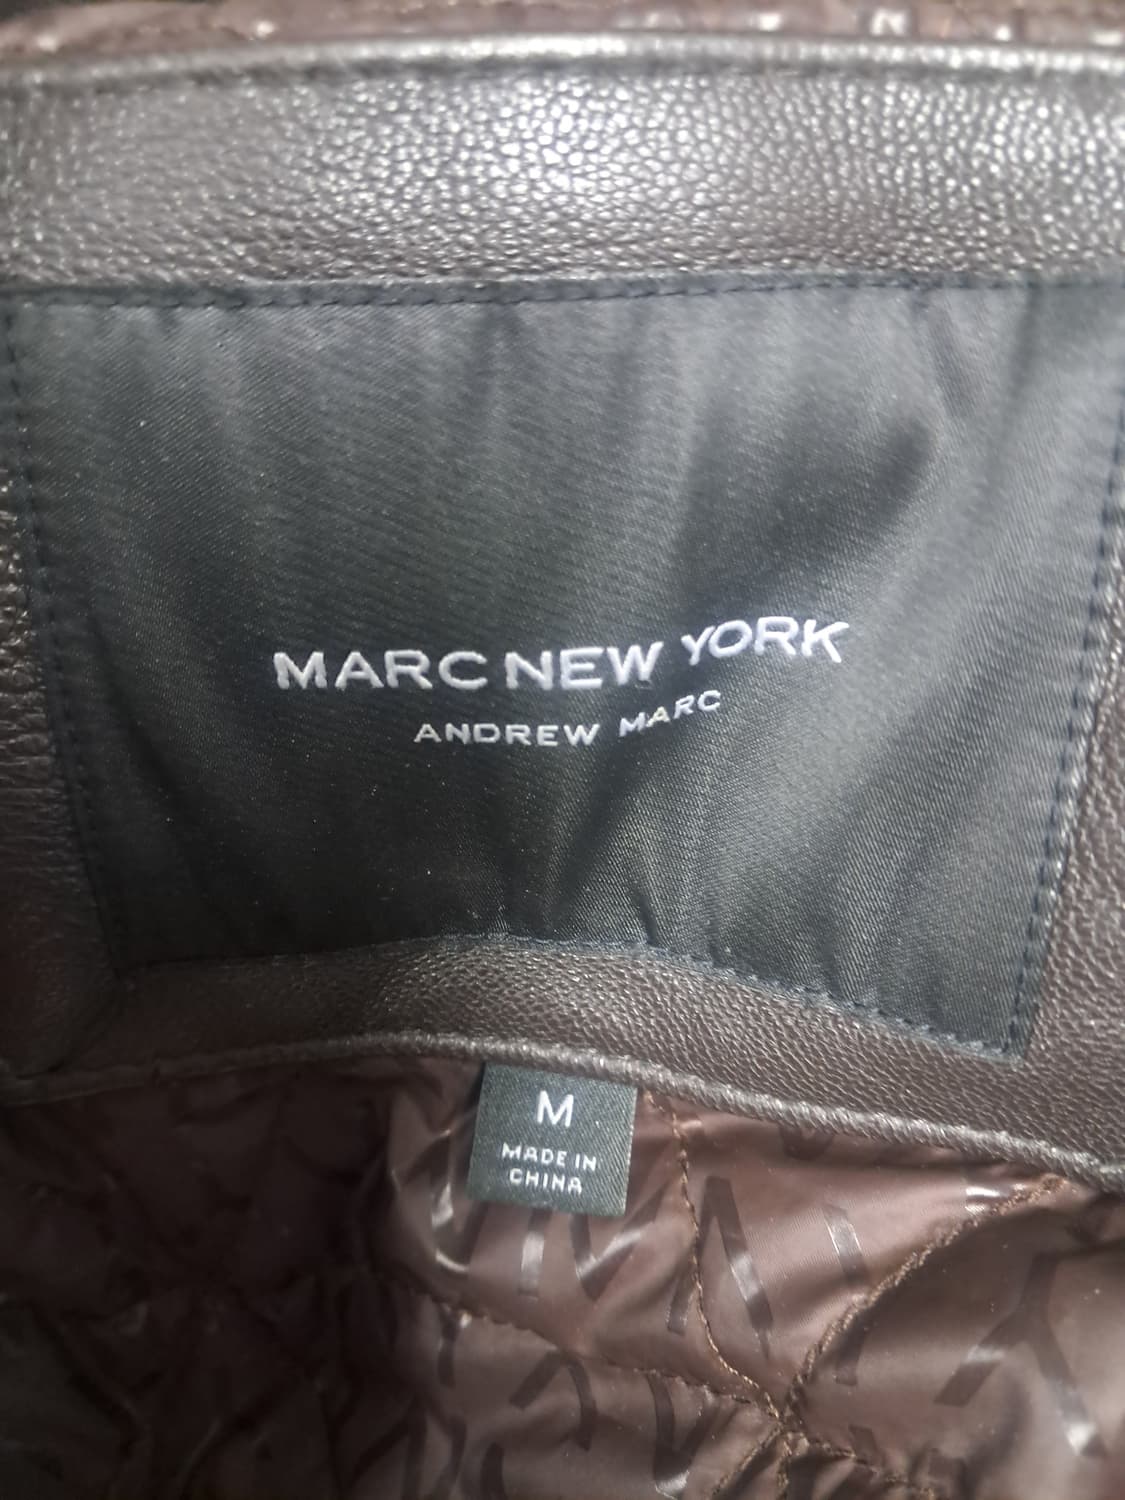 MARC NEW YORK
ANDREW MARC
M
MADE IN
CHINA